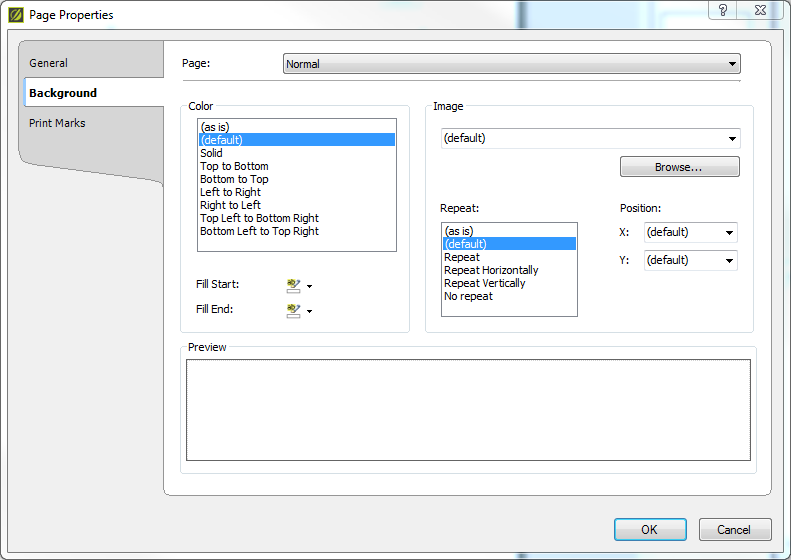 Page Properties
?
General
Background
Print Marks
Page:
Normal
Color
(as is)
(default)
Solid
Top to Bottom
Bottom to Top
Left to Right
Right to Left
Top Left to Bottom Right
Bottom Left to Top Right
Fill Start:
Fill End:
Image
(default)
Browse...
Repeat:
(as is)
(default)
Repeat
Repeat Horizontally
Repeat Vertically
No repeat
Position:
X: (default)
Y: (default)
Preview
OK
Cancel